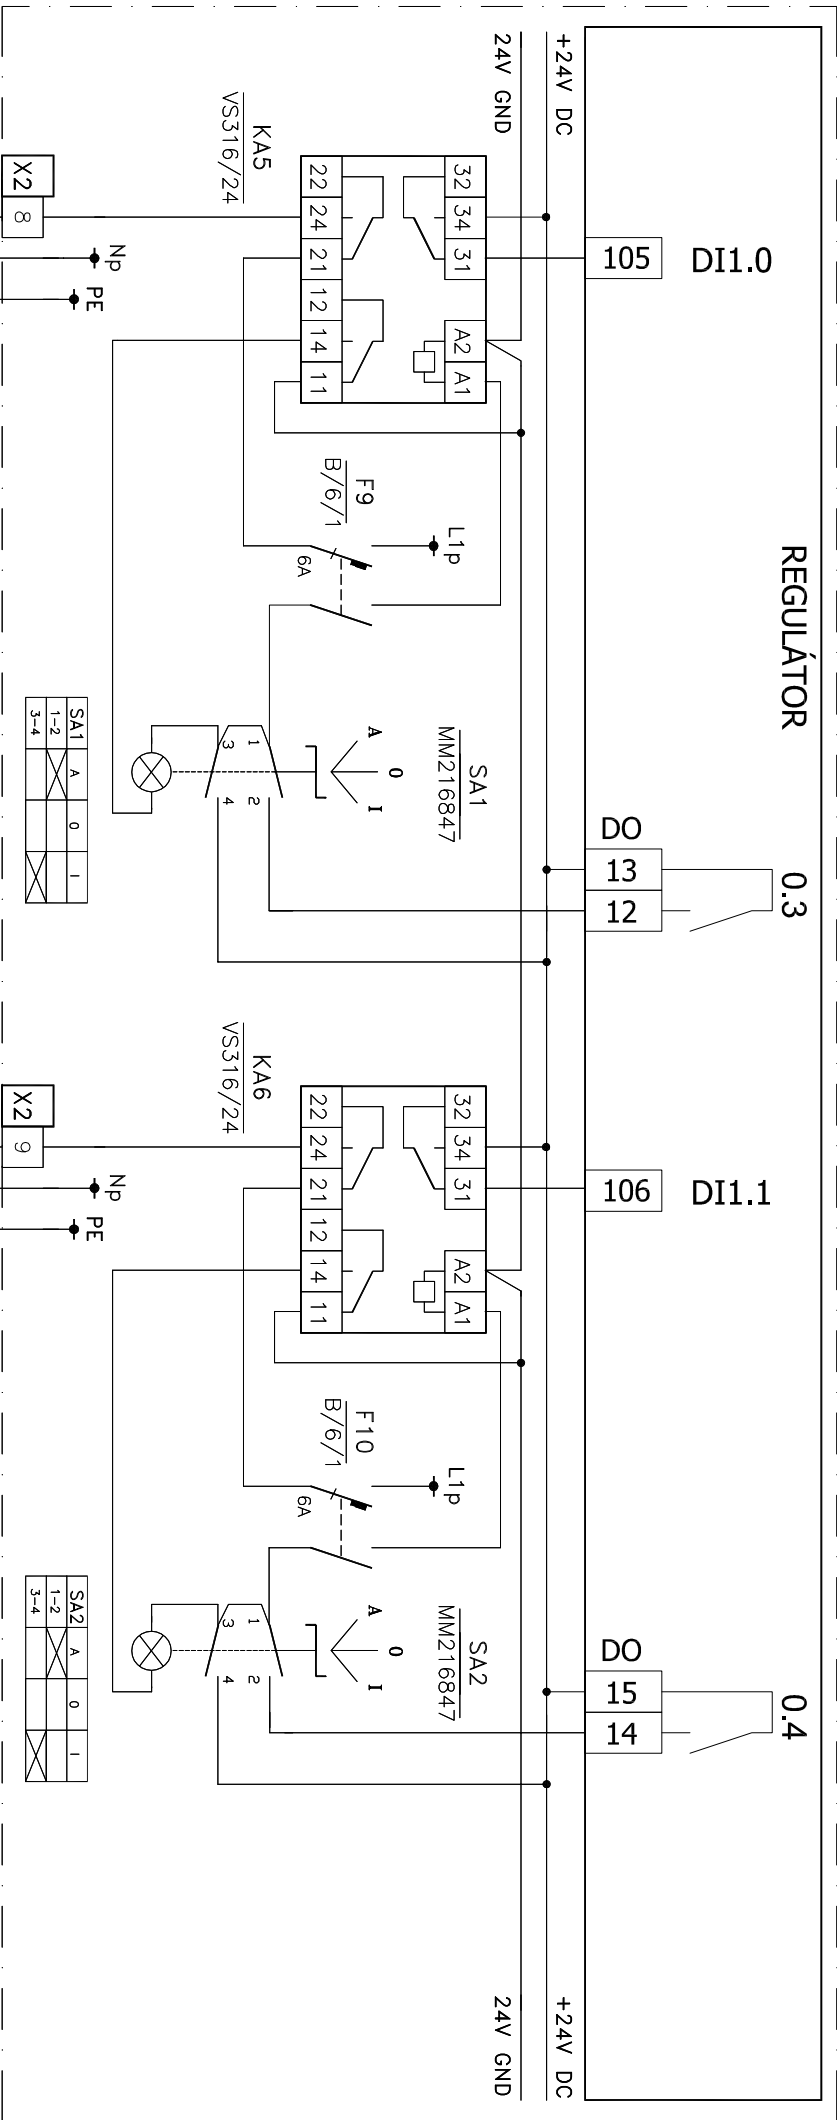 REGULÁTOR
DI1.0
105
DO
13
12
0.3
DI1.1
106
DO
15
14
0.4
+24V DC
24V GND
+24V DC
24V GND
KA5
VS316/24
32
34
31
A2
A1
22
24
21
12
14
11
F9
B/6/1
6A
L1p
SA1
MM216847
A
0
I
1
2
3
4
SA1 A 0 I
1-2
3-4
X2
8
Np
PE
KA6
VS316/24
32
34
31
A2
A1
22
24
21
12
14
11
F10
B/6/1
6A
L1p
SA2
MM216847
A
0
I
1
2
3
4
SA2 A 0 I
1-2
3-4
X2
9
Np
PE